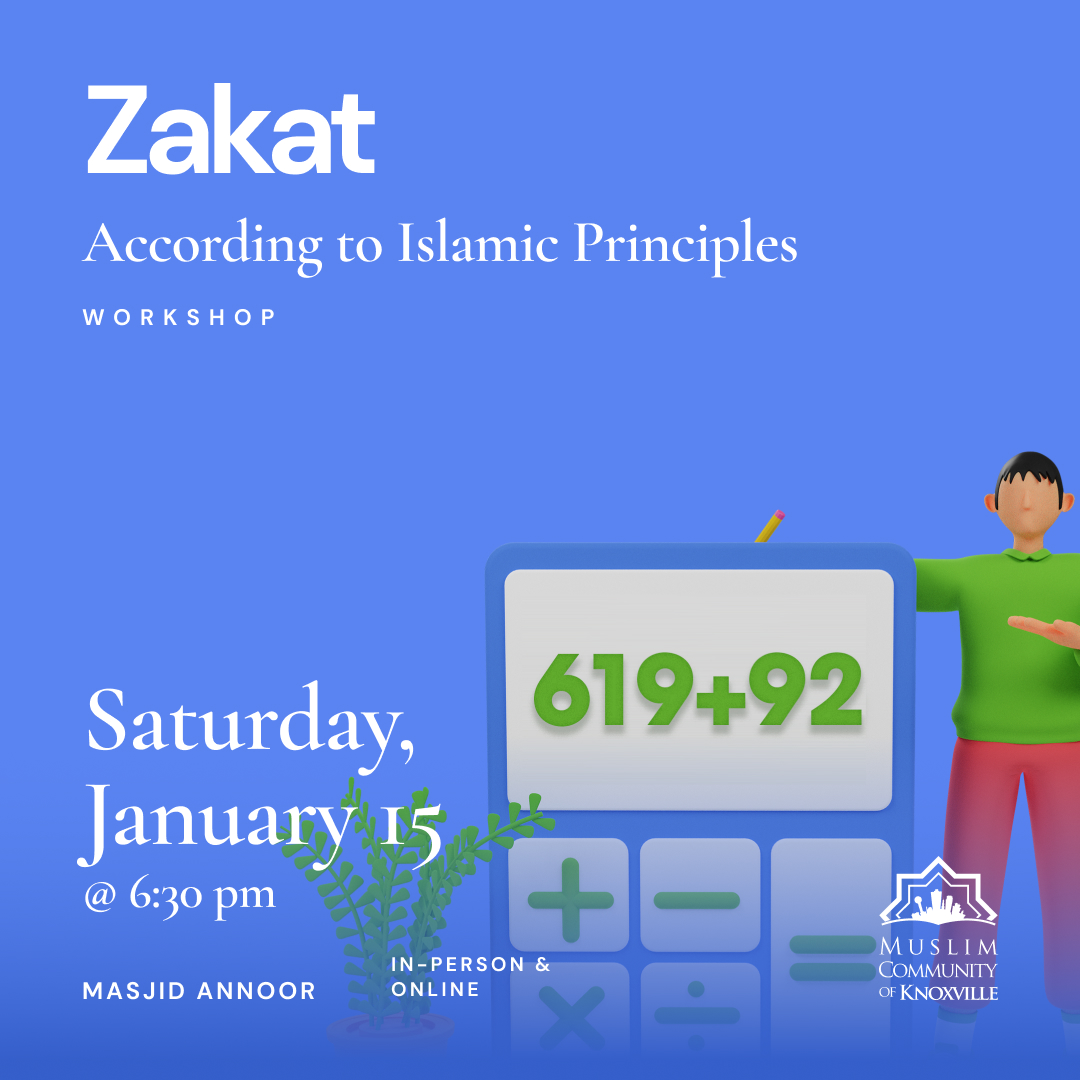 Zakat
According to Islamic Principles
WORKSHOP
619+92
Saturday,
January 15
@ 6:30 pm
MASJID ANNOOR
IN-PERSON &
ONLINE
MUSLIM
COMMUNITY
OF KNOXVILLE